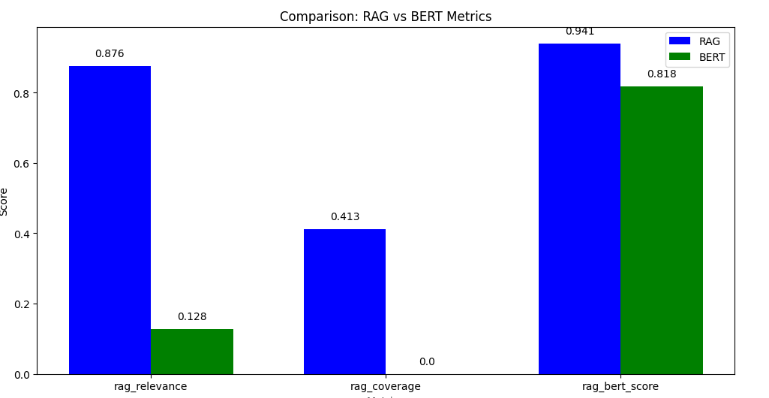 Comparison: RAG vs BERT Metrics
0.941
RAG
BERT
0.876
0.818
0.8
0.6
Score
0.413
0.4
0.2
0.128
0.0
0.0
rag_relevance
rag_coverage
rag_bert_score